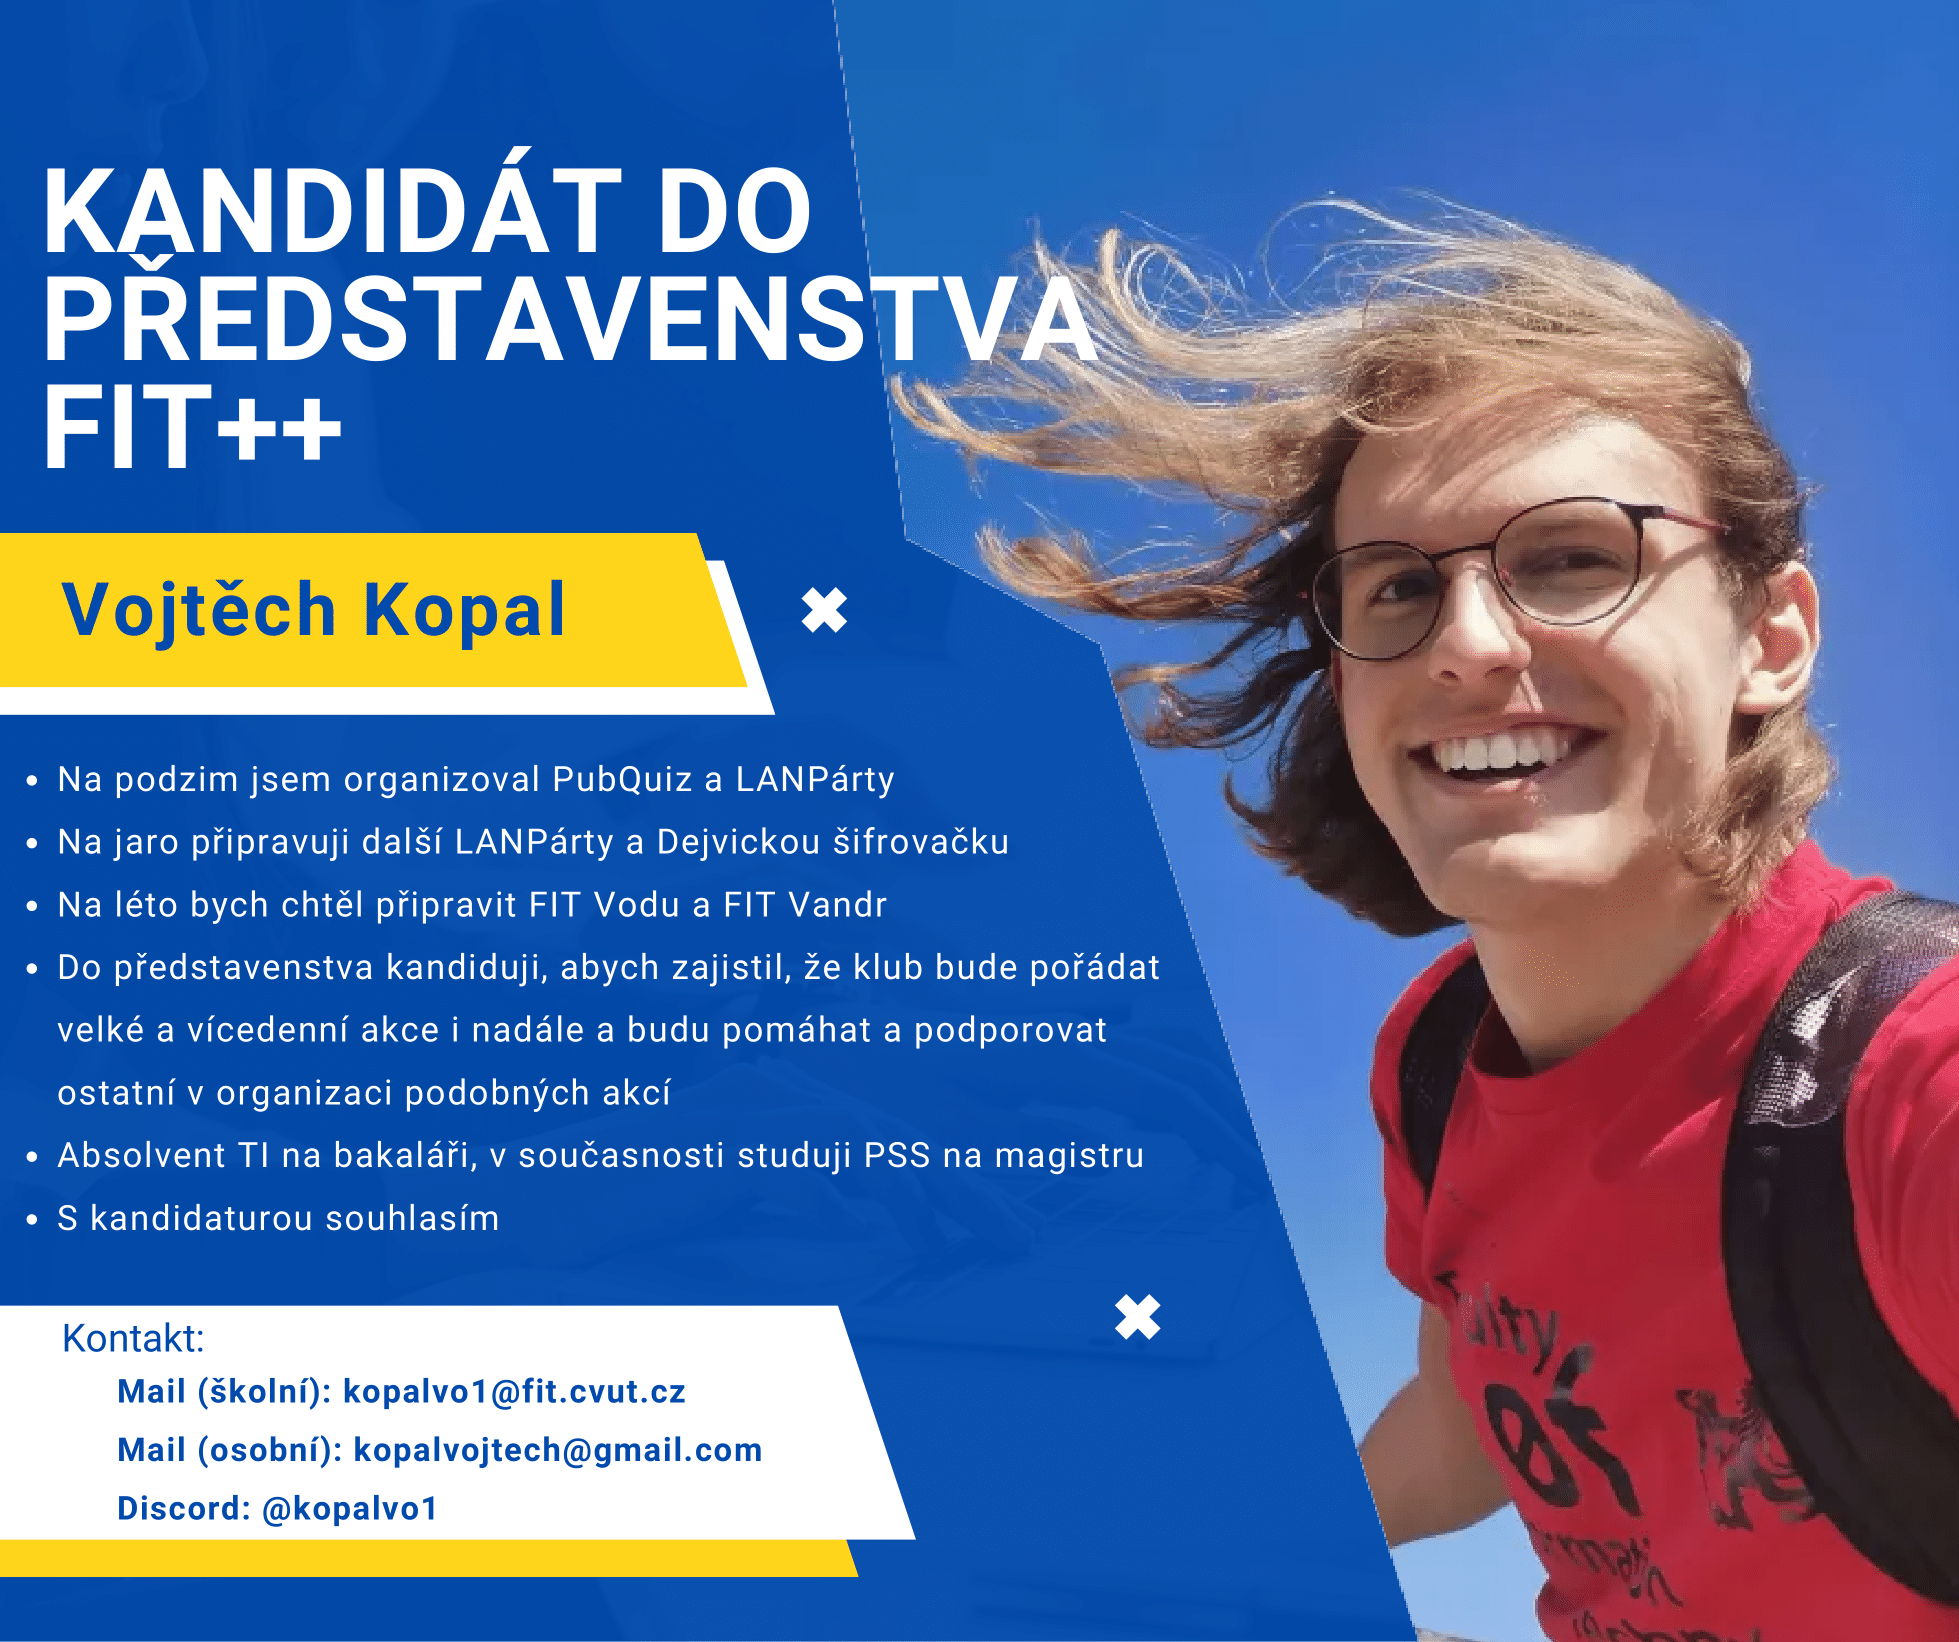 KANDIDÁT DO
PŘEDSTAVENSTVA
FIT++
Vojtěch Kopal
• Na podzim jsem organizoval PubQuiz a LANPárty
• Na jaro připravuji další LANPárty a Dejvickou šifrovačku
• Na léto bych chtěl připravit FIT Vodu a FIT Vandr
• Do představenstva kandiduji, abych zajistil, že klub bude pořádat
velké a vícedenní akce i nadále a budu pomáhat a podporovat
ostatní v organizaci podobných akcí
• Absolvent TI na bakaláři, v současnosti studuji PSS na magistru
• S kandidaturou souhlasím
Kontakt:
Mail (školní): kopalvo1@fit.cvut.cz
Mail (osobní): kopalvojtech@gmail.com
Discord: @kopalvo1